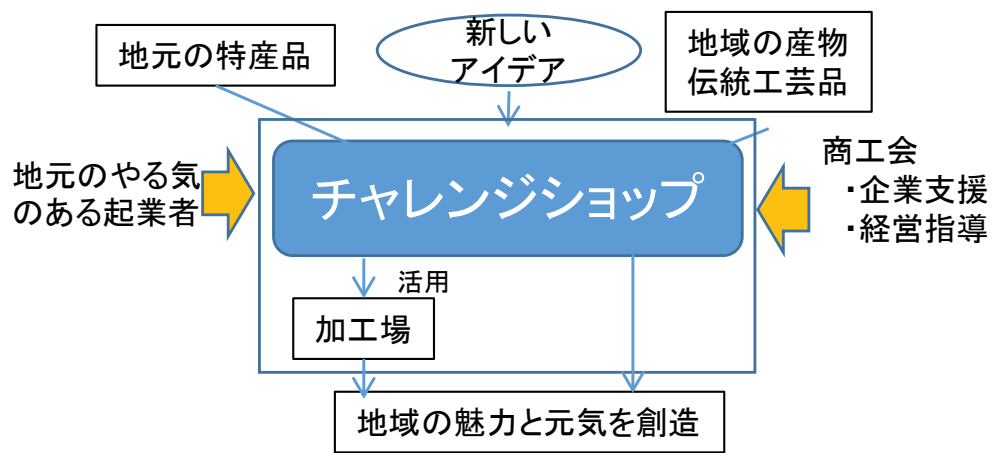 地元の特産品
新しい
アイデア
地域の産物
伝統工芸品
地元のやる気
のある起業者
チャレンジショップ
商工会
・企業支援
・経営指導
活用
加工場
地域の魅力と元気を創造